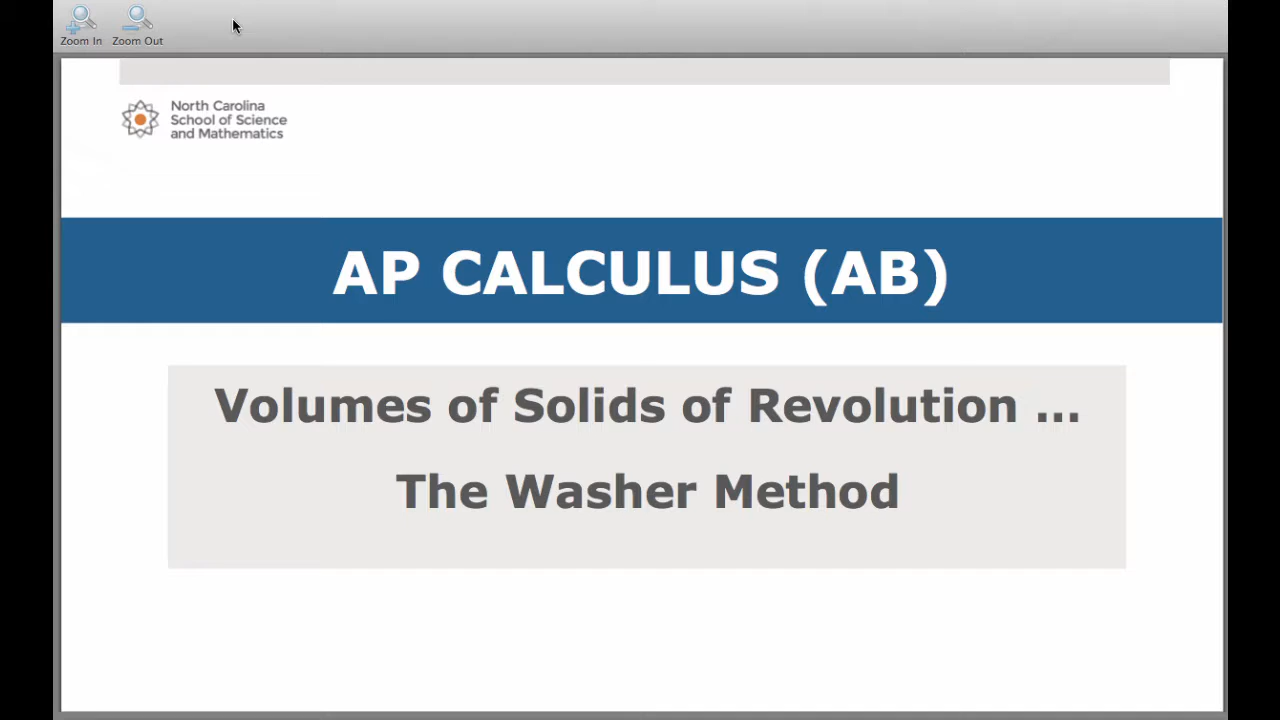 Zoom In Zoom Out
North Carolina
School of Science
and Mathematics
AP CALCULUS (AB)
Volumes of Solids of Revolution ...
The Washer Method